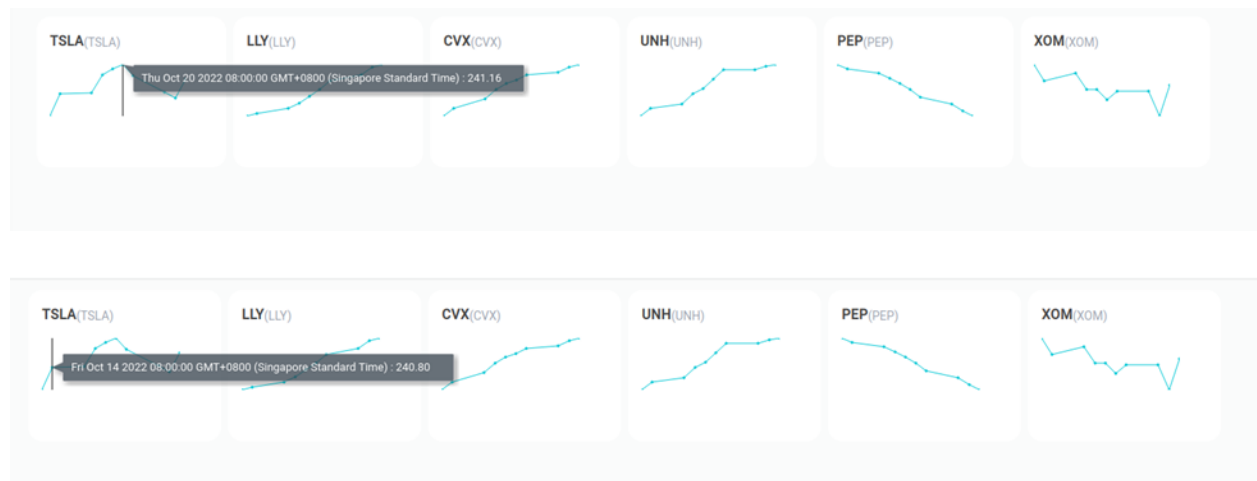 TSLA(TSLA) LLY(LLY) CVX(CVX) UNH(UNH) PEP(PEP) XOM(XOM)
Thu Oct 20 2022 08:00:00 GMT+0800 (Singapore Standard Time) : 241.16
TSLA(TSLA) LLY(LLY) CVX(CVX) UNH(UNH) PEP(PEP) XOM(XOM)
Fri Oct 14 2022 08:00:00 GMT+0800 (Singapore Standard Time) : 240.80